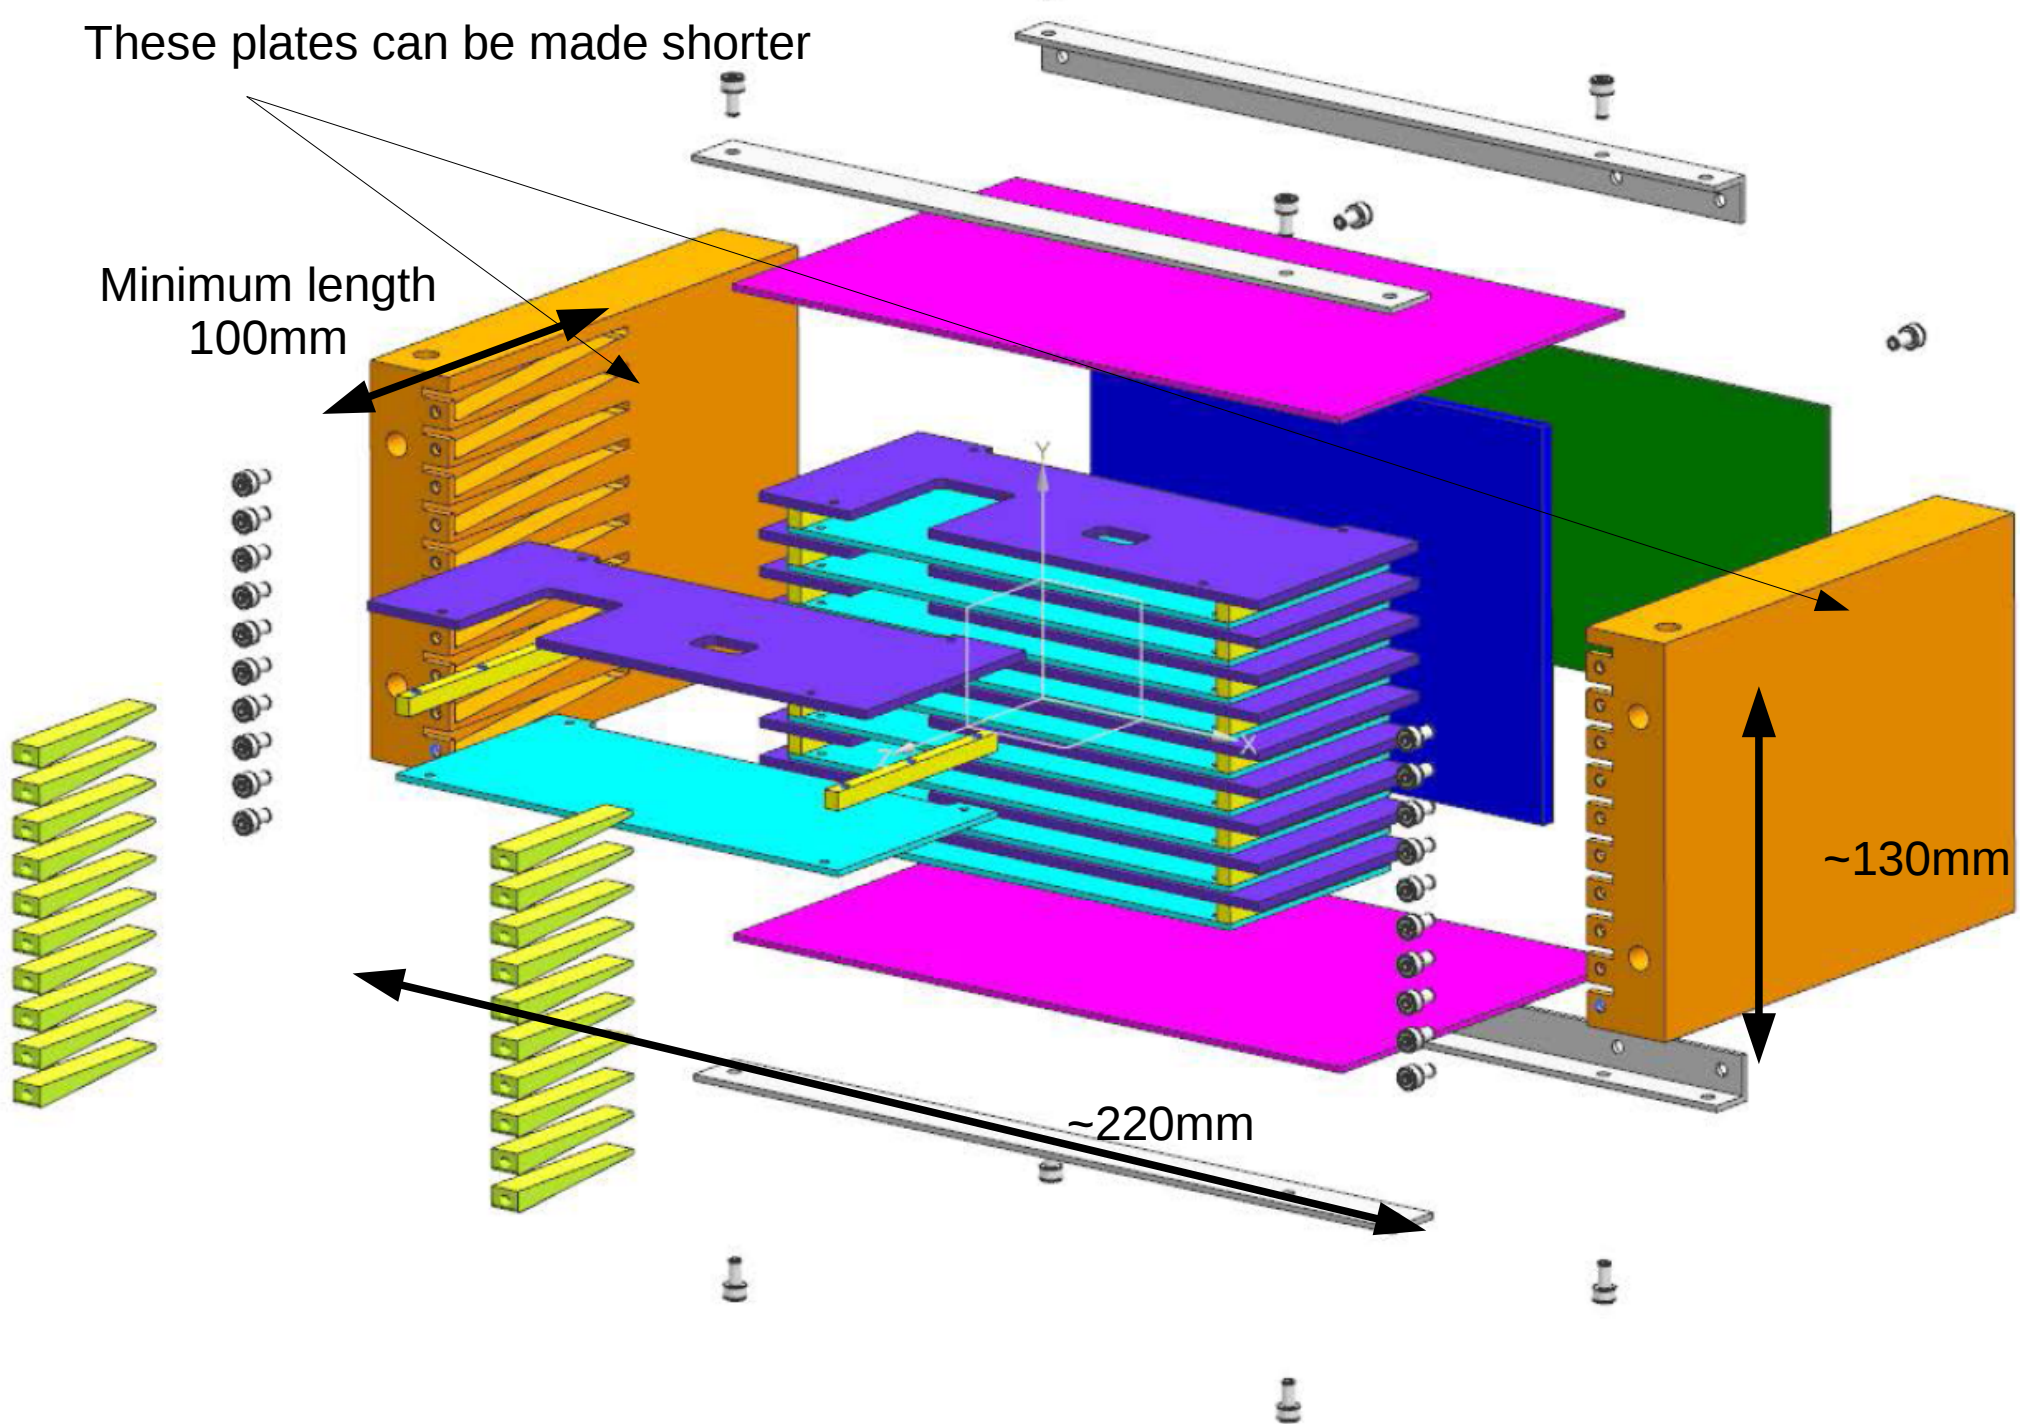 These plates can be made shorter
Minimum length
100mm
Y
Z
X
~130mm
~220mm